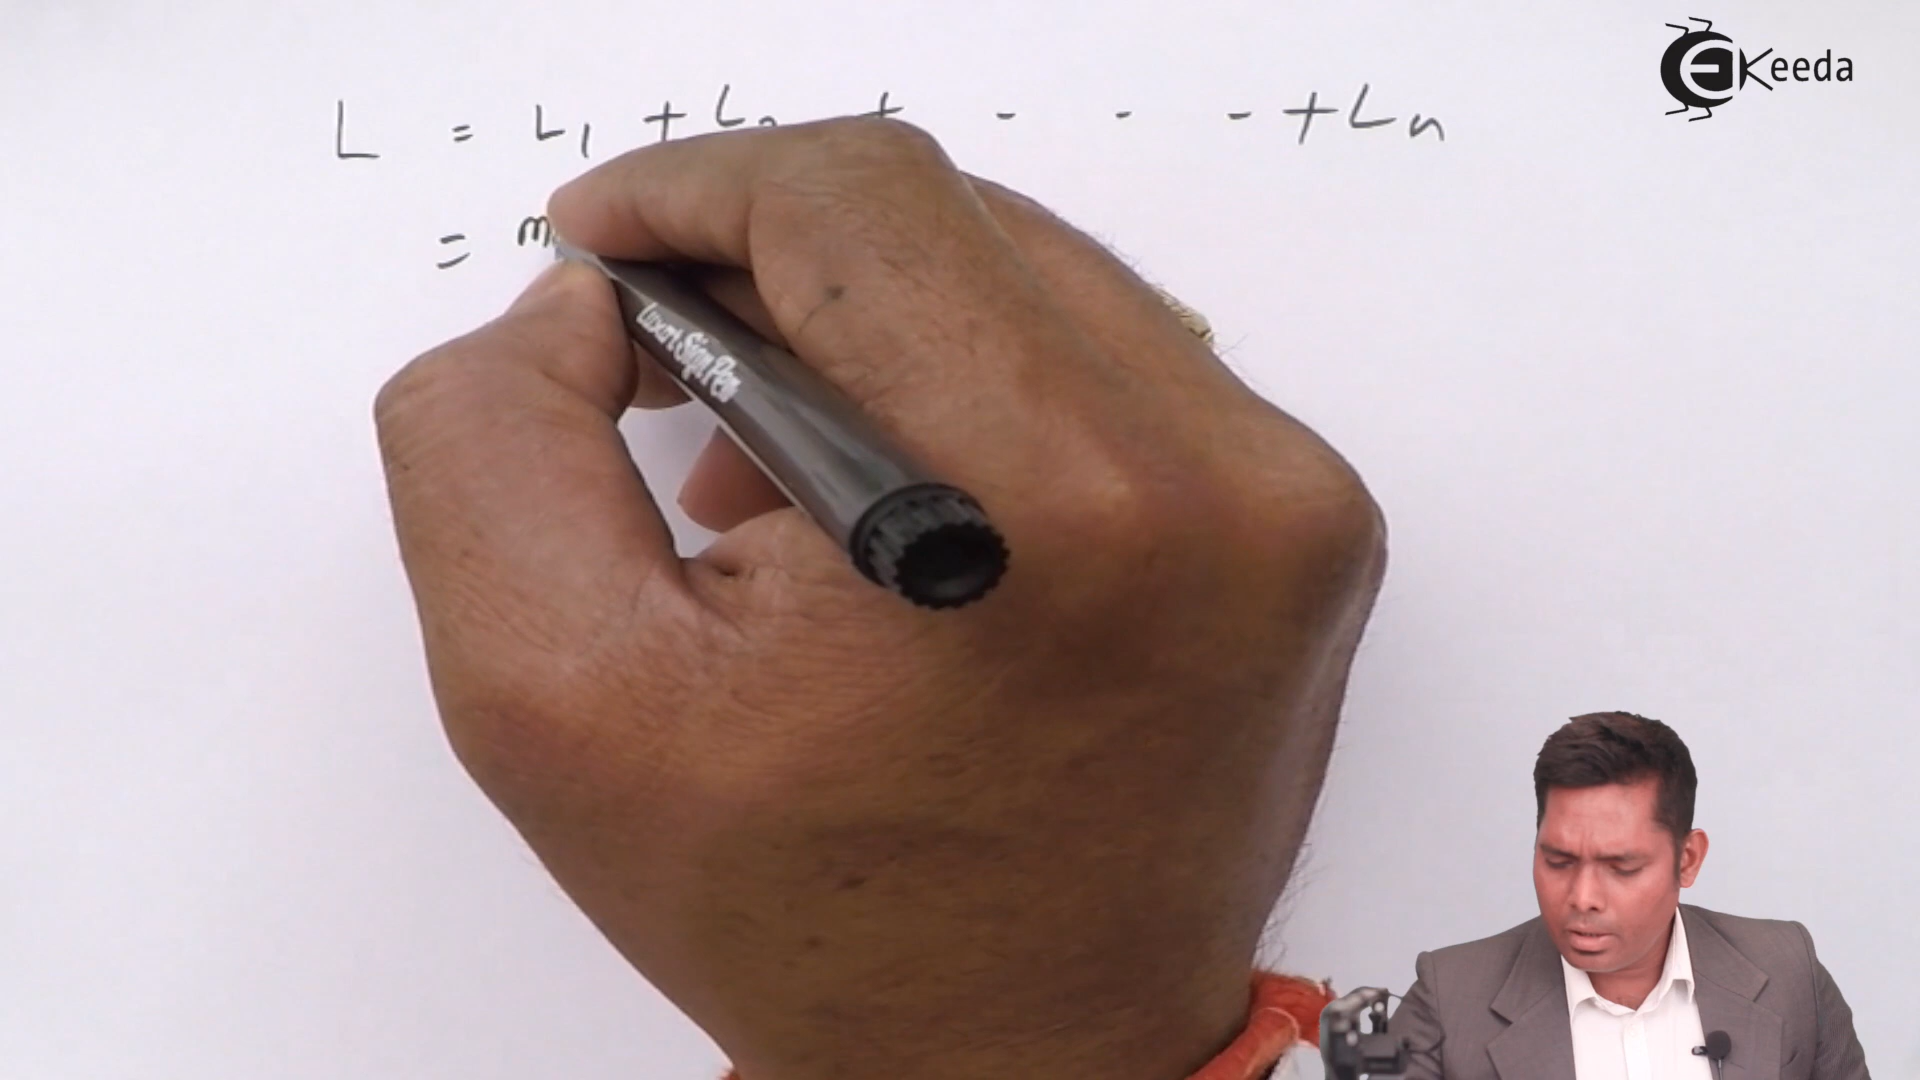 EKeeda
L = L1 + L2 + - - - + Ln
= m
Luxor Sign Pen